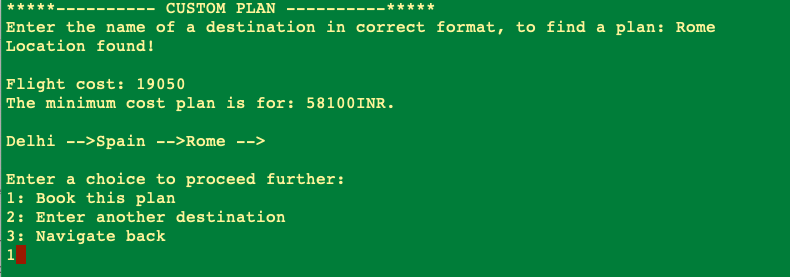 *****---------- CUSTOM PLAN ----------*****
Enter the name of a destination in correct format, to find a plan: Rome
Location found!
Flight cost: 19050
The minimum cost plan is for: 58100INR.
Delhi -->Spain -->Rome -->
Enter a choice to proceed further:
1: Book this plan
2: Enter another destination
3: Navigate back
1